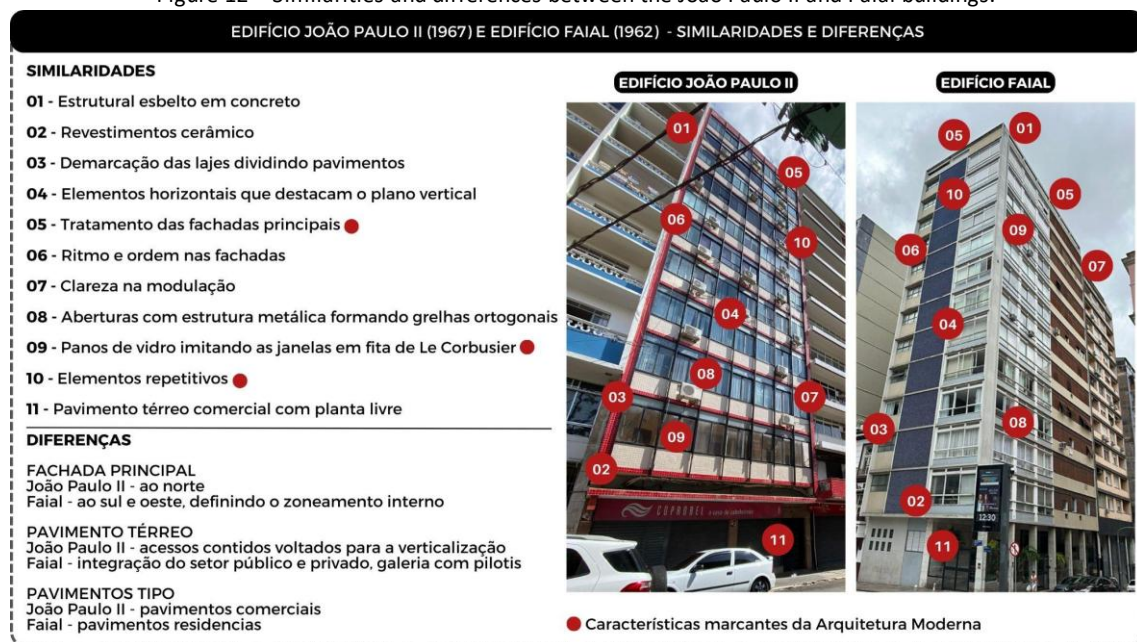 Figure 12 – Similarities and differences between the João Paulo II and Faial buildings.
EDIFÍCIO JOÃO PAULO II (1967) E EDIFÍCIO FAIAL (1962) - SIMILARIDADES E DIFERENÇAS
SIMILARIDADES
01 - Estrutural esbelto em concreto
02 - Revestimentos cerâmico
03 - Demarcação das lajes dividindo pavimentos
04 - Elementos horizontais que destacam o plano vertical
05 - Tratamento das fachadas principais
06 - Ritmo e ordem nas fachadas
07 - Clareza na modulação
08 - Aberturas com estrutura metálica formando grelhas ortogonais
09 - Panos de vidro imitando as janelas em fita de Le Corbusier
10 - Elementos repetitivos
11 - Pavimento térreo comercial com planta livre
DIFERENÇAS
FACHADA PRINCIPAL
João Paulo II - ao norte
Faial - ao sul e oeste, definindo o zoneamento interno
PAVIMENTO TÉRREO
João Paulo II - acessos contidos voltados para a verticalização
Faial - integração do setor público e privado, galeria com pilotis
PAVIMENTOS TIPO
João Paulo II - pavimentos comerciais
Faial - pavimentos residencias
EDIFÍCIO JOÃO PAULO II
01
05
06
10
04
08
03
07
09
02
COPROBEL
11
EDIFÍCIO FAIAL
05
01
10
05
09
06
07
04
03
08
02
12:30
11
Características marcantes da Arquitetura Moderna